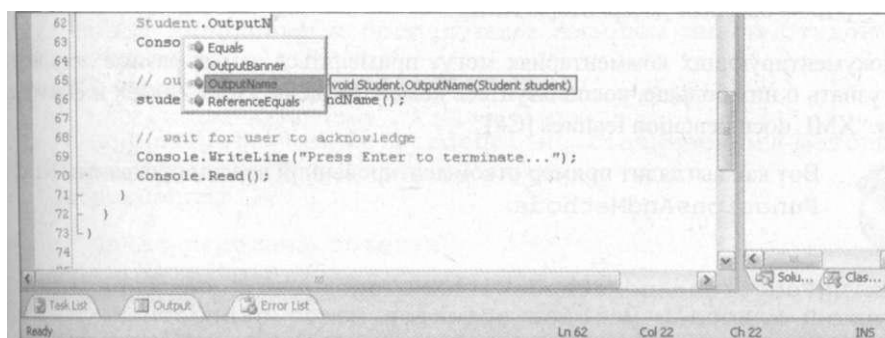 62 Student.OutputN
63 Conso
Equals
64
OutputBanner
65 // ou
OutputName
void Student.OutputName(Student student)
66 stude
ReferenceEquals
ndName();
67
68 // wait for user to acknowledge
69 Console.WriteLine("Press Enter to terminate...");
70 Console.Read();
71 }
72 }
73 }
74
Solu... Clas...
Task List Output Error List
Ready Ln 62 Col 22 Ch 22 INS